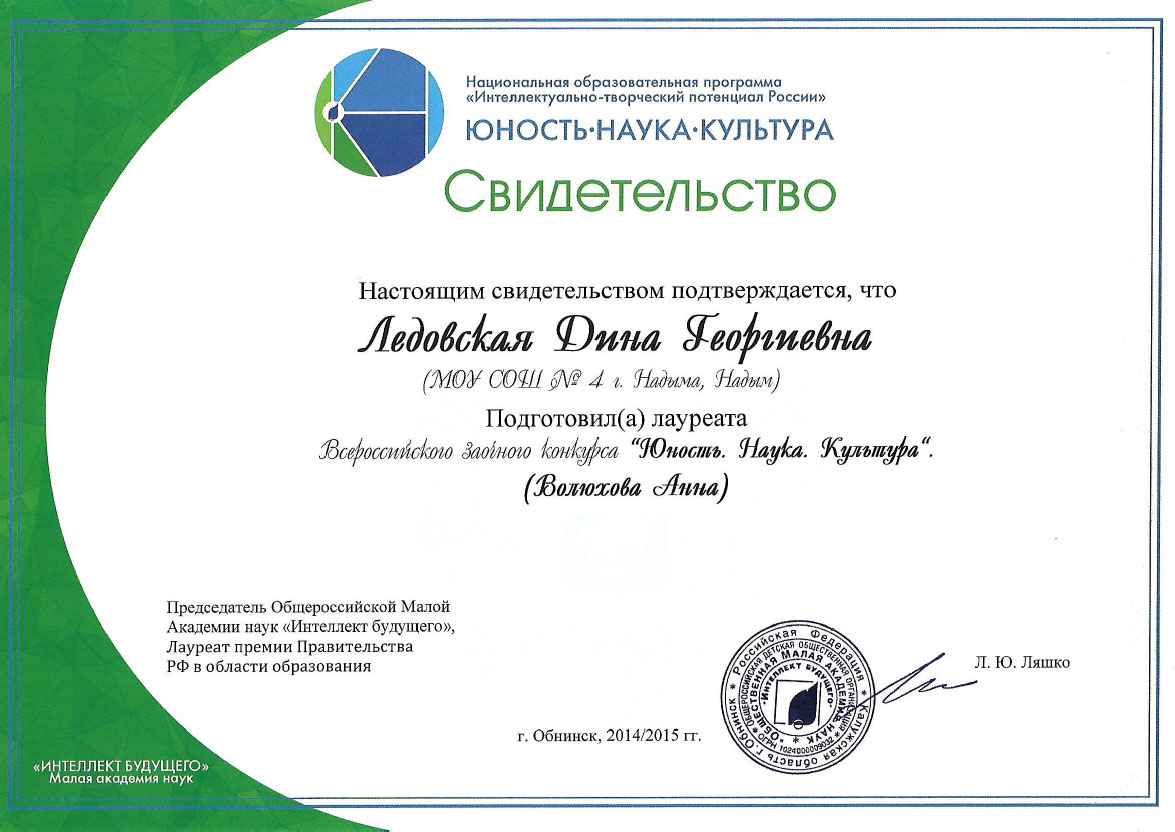 Национальная образовательная программа
«Интеллектуально-творческий потенциал России»
ЮНОСТЬ·НАУКА·КУЛЬТУРА
Свидетельство
Настоящим свидетельством подтверждается, что
Ледовская Дина Георгиевна
(МОУ СОШ № 4 г. Надыма, Надым)
Подготовил(а) лауреата
Всероссийского заочного конкурса "Юность. Наука. Культура".
(Волюхова Анна)
Председатель Общероссийской Малой
Академии наук «Интеллект будущего»,
Лауреат премии Правительства
РФ в области образования
Российская Федерация * Калужская область г. Обнинск *
ОБЩЕРОССИЙСКАЯ ДЕТСКАЯ ОБЩЕСТВЕННАЯ ОРГАНИЗАЦИЯ * ОГРН 1024000009032 *
"ОБЩЕСТВЕННАЯ МАЛАЯ АКАДЕМИЯ НАУК *
"Интеллект будущего"
Л. Ю. Ляшко
г. Обнинск, 2014/2015 гг.
«ИНТЕЛЛЕКТ БУДУЩЕГО»
Малая академия наук